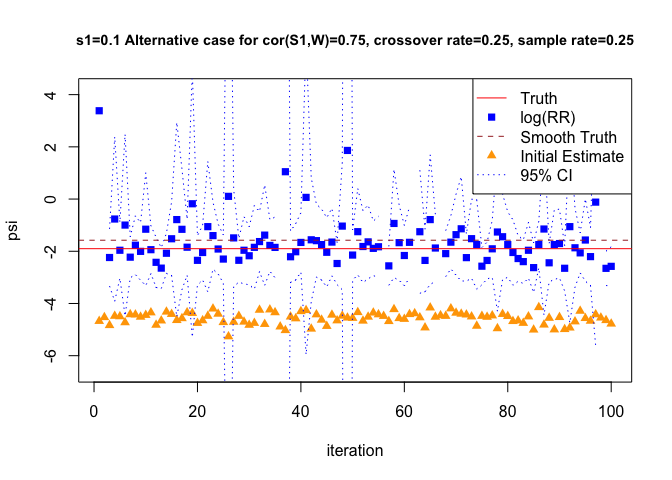 s1=0.1 Alternative case for cor(S1,W)=0.75, crossover rate=0.25, sample rate=0.25
Truth
log(RR)
Smooth Truth
Initial Estimate
95% CI
psi
4
2
0
-2
-4
-6
0 20 40 60 80 100
iteration